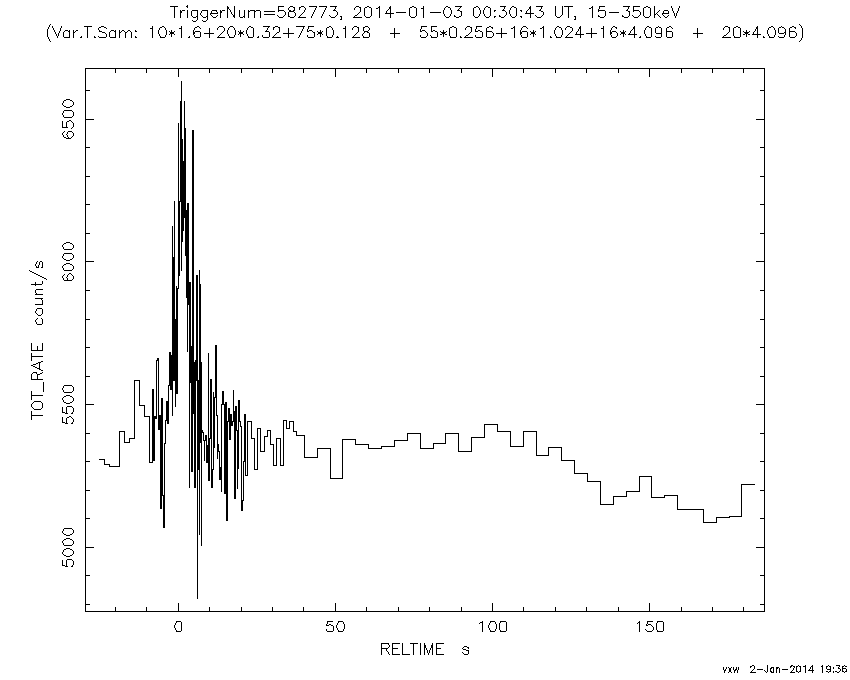 TriggerNum=582773, 2014-01-03 00:30:43 UT, 15-350keV
(Var.T.Sam: 10*1.6+20*0.32+75*0.128 + 55*0.256+16*1.024+16*4.096 + 20*4.096)
6500
6000
5500
5000
TOT_RATE count/s
0 50 100 150
RELTIME s
vxw 2-Jan-2014 19:36